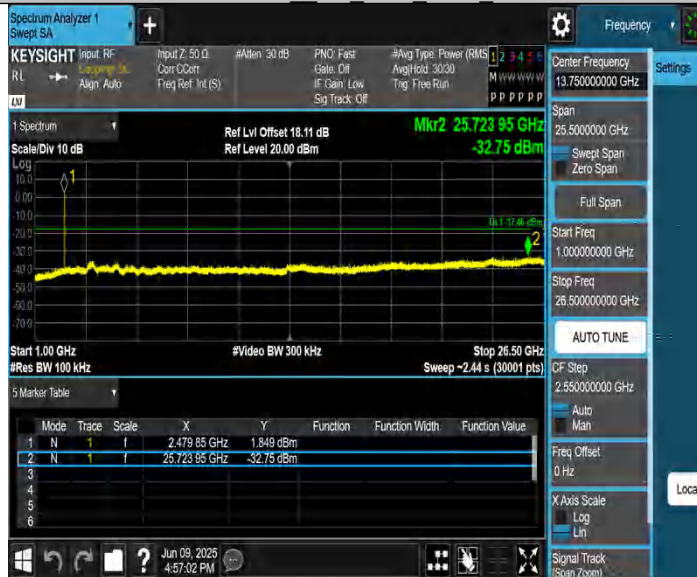 Spectrum Analyzer 1
Swept SA
+
Frequency
KEYSIGHT
RL
LXI
Input: RF
Align: Auto
Input Z: 50 Ω
Corr CCorr
Freq Ref: Int (S)
#Atten: 30 dB
PNO: Fast
Gate: Off
IF Gain: Low
Sig Track: Off
#Avg Type: Power (RMS
Avg|Hold: 30/30
Trig: Free Run
1 2 3 4 5 6
M W W W W W
P P P P P P
1 Spectrum
Scale/Div 10 dB
Ref Lvl Offset 18.11 dB
Ref Level 20.00 dBm
Mkr2 25.723 95 GHz
-32.75 dBm
Log
10.0
0.00
-10.0
-20.0
-30.0
-40.0
-50.0
-60.0
-70.0
1
DL1 -17.46 dBm
2
Start 1.00 GHz
#Video BW 300 kHz
Stop 26.50 GHz
#Res BW 100 kHz
Sweep ~2.44 s (30001 pts)
5 Marker Table
Mode Trace Scale X Y Function Function Width Function Value
1 N 1 f 2.479 85 GHz 1.849 dBm
2 N 1 f 25.723 95 GHz -32.75 dBm
3
4
5
6
?
Jun 09, 2025
4:57:02 PM
Center Frequency
13.750000000 GHz
Settings
Span
25.5000000 GHz
Swept Span
Zero Span
Full Span
Start Freq
1.000000000 GHz
Stop Freq
26.500000000 GHz
AUTO TUNE
CF Step
2.550000000 GHz
Auto
Man
Freq Offset
0 Hz
X Axis Scale
Log
Lin
Signal Track
(Span Zoom)
Loca